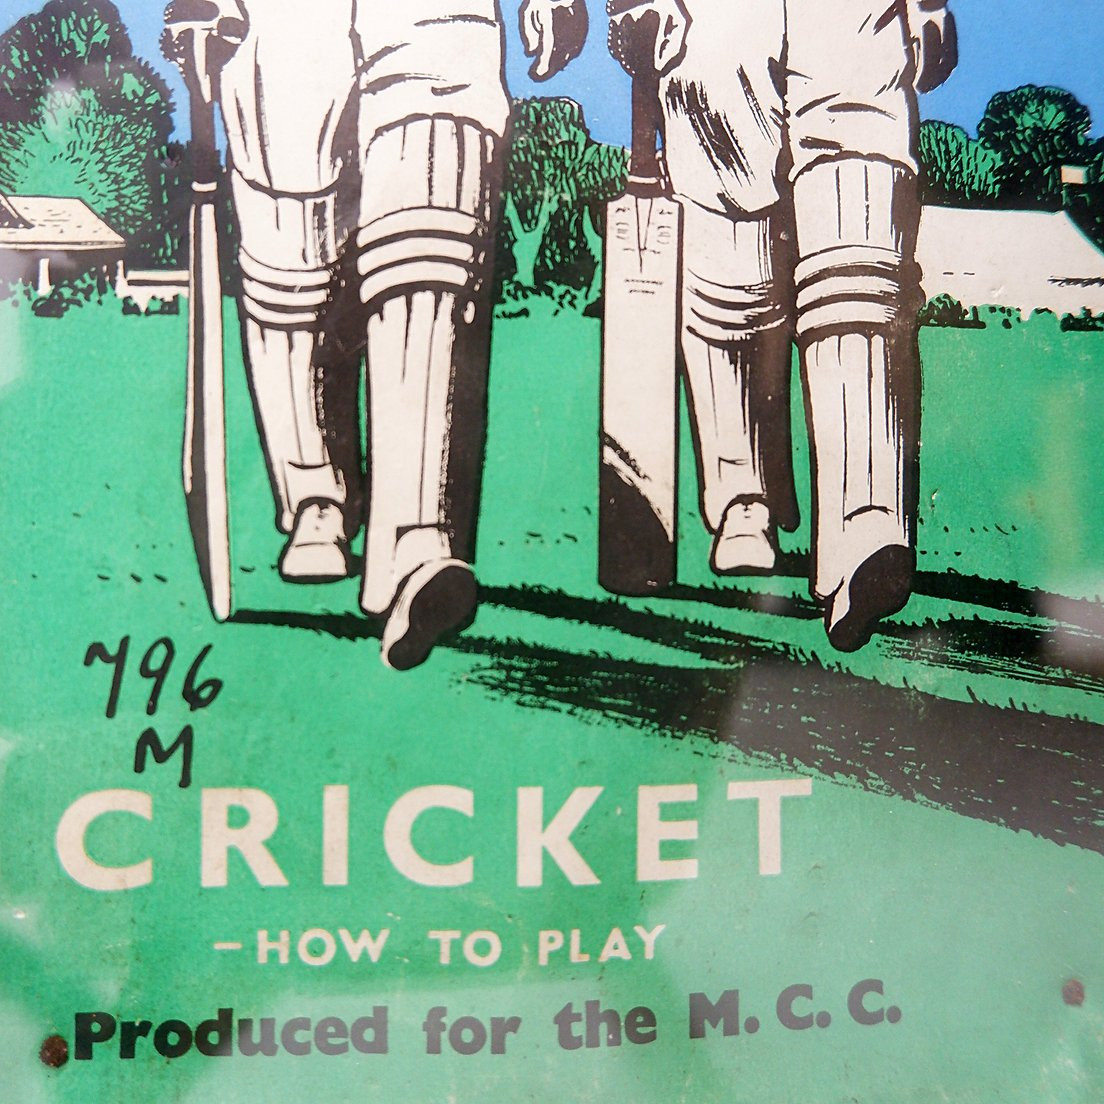 796
M
CRICKET
-HOW TO PLAY
Produced for the M.C.C.